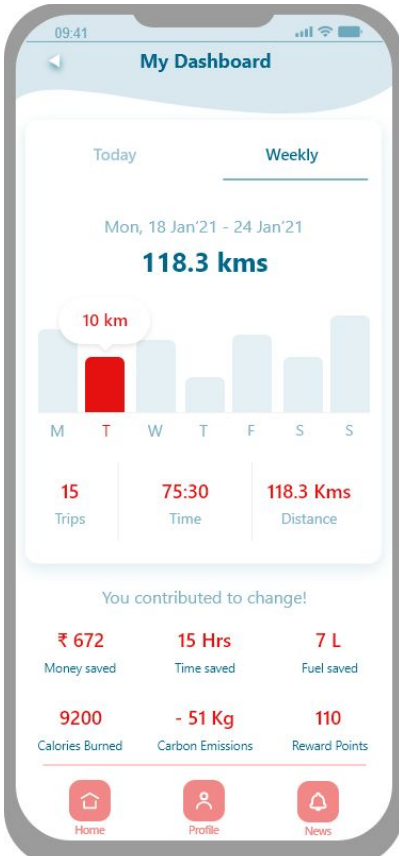 09:41
My Dashboard
Today Weekly
Mon, 18 Jan'21 - 24 Jan'21
118.3 kms
10 km
M T W T F S S
15 75:30 118.3 Kms
Trips Time Distance
You contributed to change!
₹ 672 15 Hrs 7 L
Money saved Time saved Fuel saved
9200 - 51 Kg 110
Calories Burned Carbon Emissions Reward Points
Home Profile News